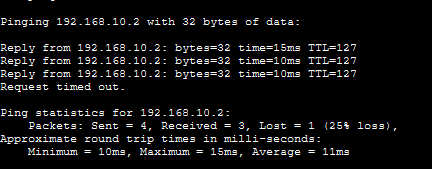 Pinging 192.168.10.2 with 32 bytes of data:
Reply from 192.168.10.2: bytes=32 time=15ms TTL=127
Reply from 192.168.10.2: bytes=32 time=10ms TTL=127
Reply from 192.168.10.2: bytes=32 time=10ms TTL=127
Request timed out.
Ping statistics for 192.168.10.2:
Packets: Sent = 4, Received = 3, Lost = 1 (25% loss),
Approximate round trip times in milli-seconds:
Minimum = 10ms, Maximum = 15ms, Average = 11ms